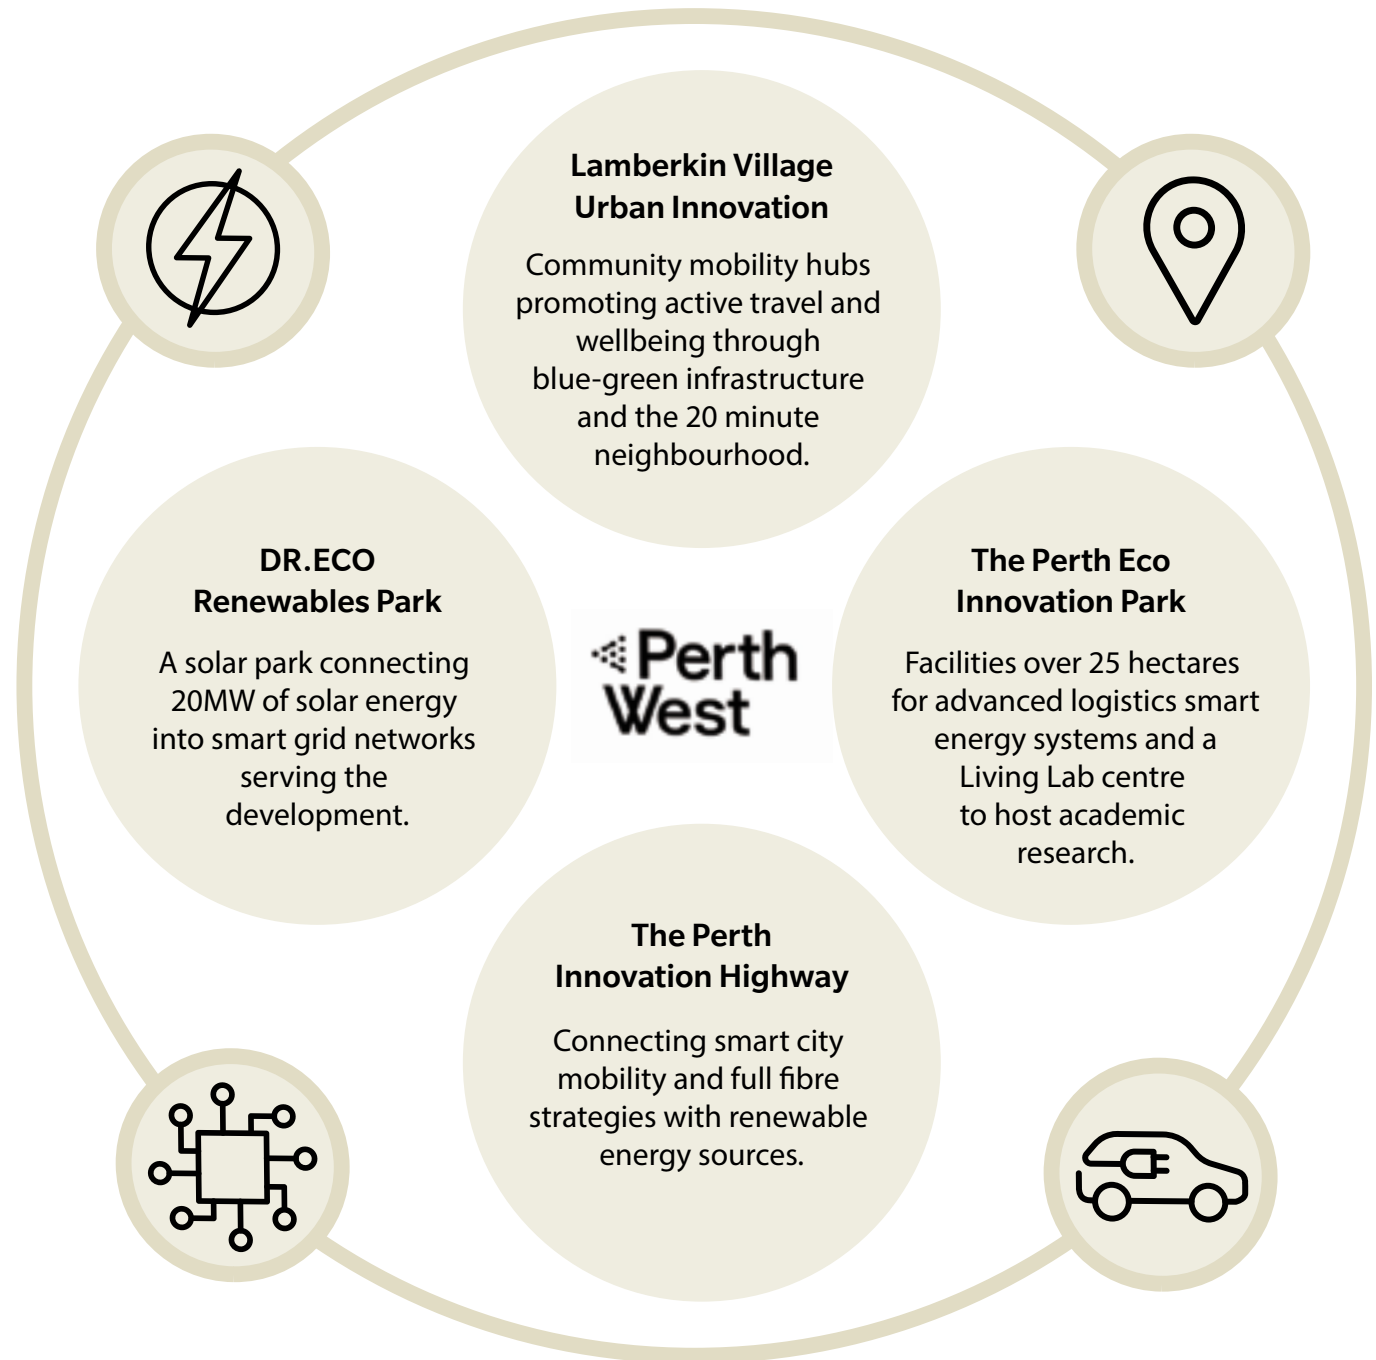 Lamberkin Village
Urban Innovation
Community mobility hubs
promoting active travel and
wellbeing through
blue-green infrastructure
and the 20 minute
neighbourhood.
DR.ECO
Renewables Park
A solar park connecting
20MW of solar energy
into smart grid networks
serving the
development.
Perth
West
The Perth Eco
Innovation Park
Facilities over 25 hectares
for advanced logistics smart
energy systems and a
Living Lab centre
to host academic
research.
The Perth
Innovation Highway
Connecting smart city
mobility and full fibre
strategies with renewable
energy sources.